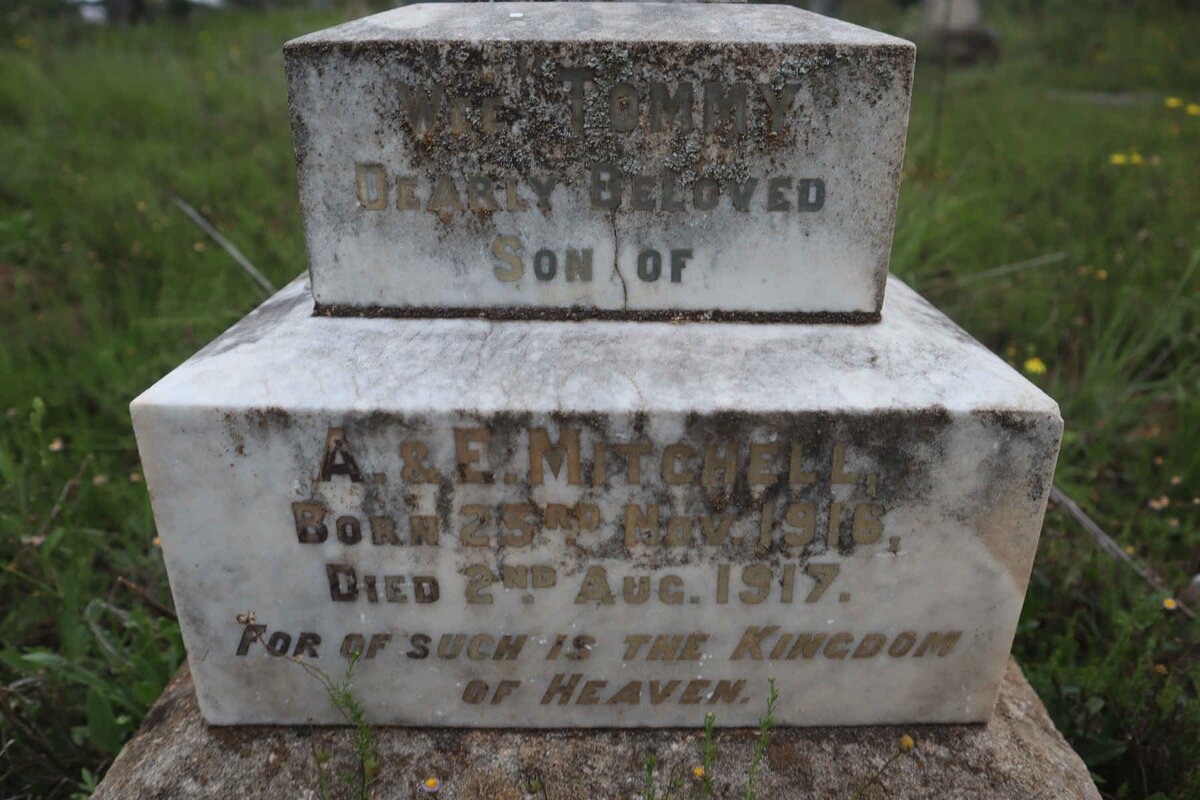 "Wee Tommy"
Dearly Beloved
Son of
A. & E. Mitchell,
Born 23rd Nov. 1916,
Died 2nd Aug. 1917.
For of such is the Kingdom
of Heaven.